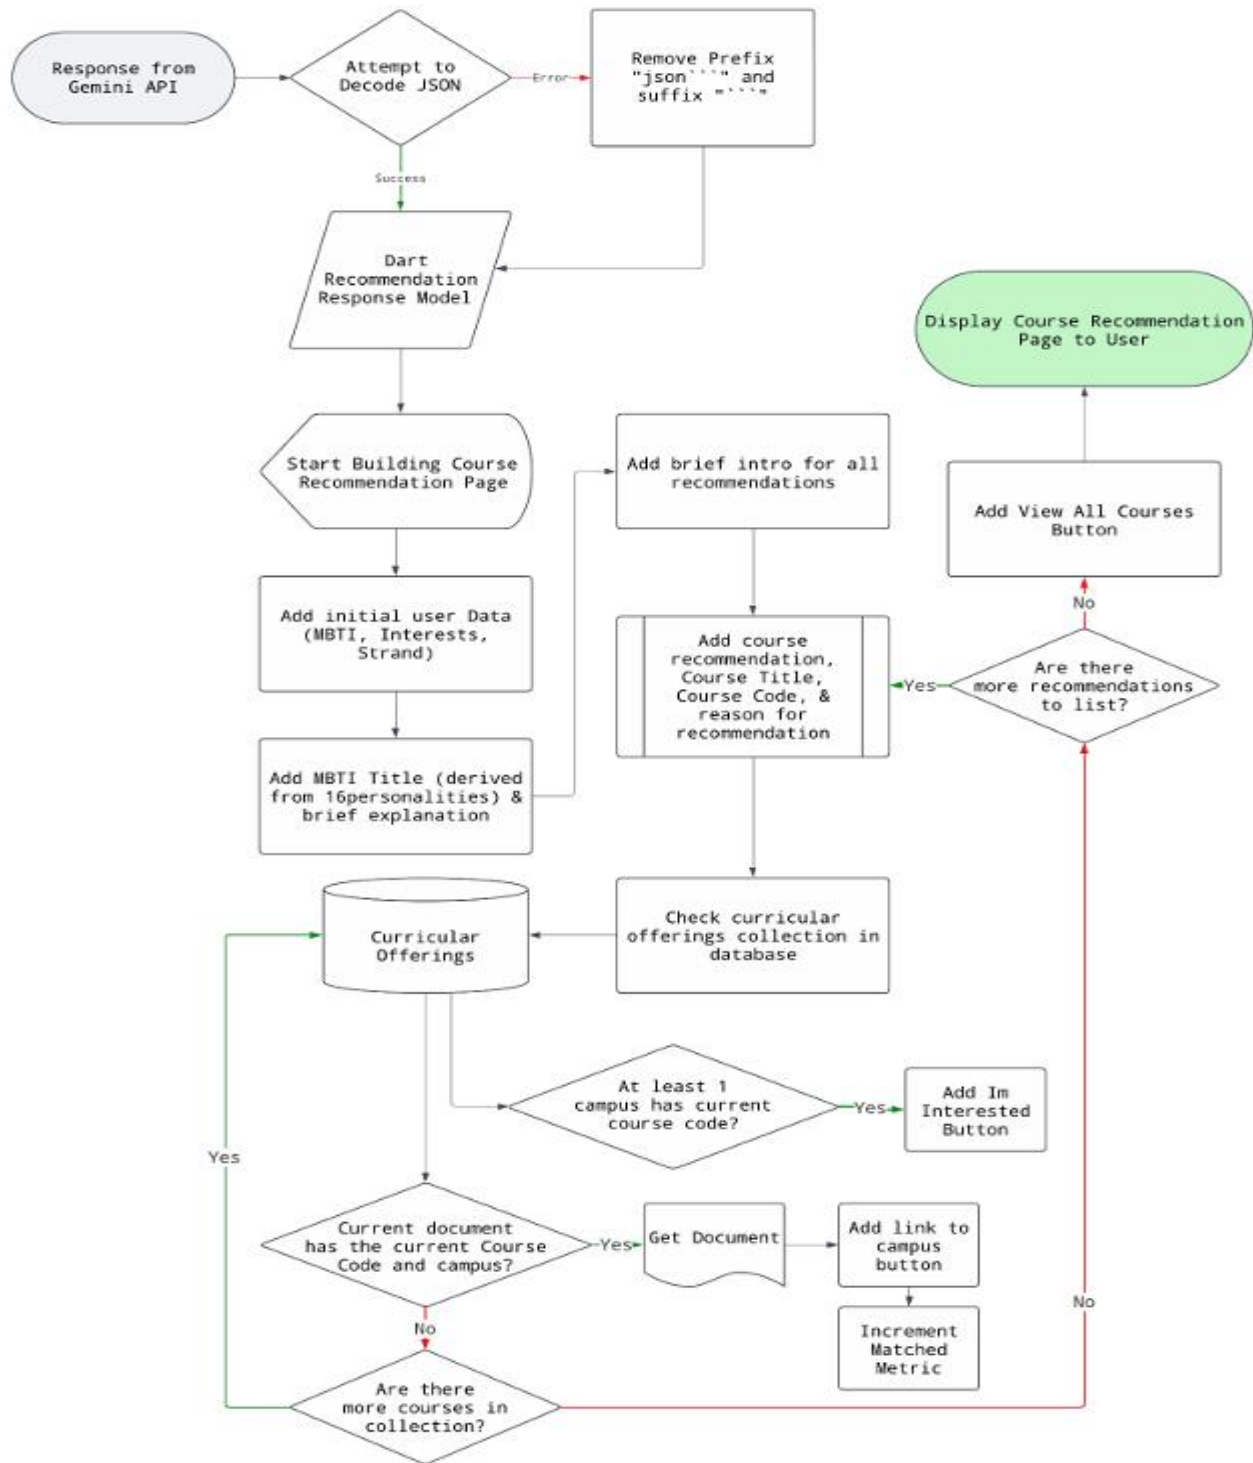 Response from
Gemini API
Attempt to
Decode JSON
Error
Remove Prefix
"json```" and
suffix "```"
Success
Dart
Recommendation
Response Model
Display Course Recommendation
Page to User
Start Building Course
Recommendation Page
Add brief intro for all
recommendations
Add View All Courses
Button
No
Add initial user Data
(MBTI, Interests,
Strand)
Add course
recommendation,
Course Title,
Course Code, &
reason for
recommendation
Yes
Are there
more recommendations
to list?
Add MBTI Title (derived
from 16personalities) &
brief explanation
Curricular
Offerings
Check curricular
offerings collection in
database
At least 1
campus has current
course code?
Yes
Add Im
Interested
Button
Yes
Current document
has the current Course
Code and campus?
Yes
Get Document
Add link to
campus
button
No
No
Increment
Matched
Metric
Are there
more courses in
collection?